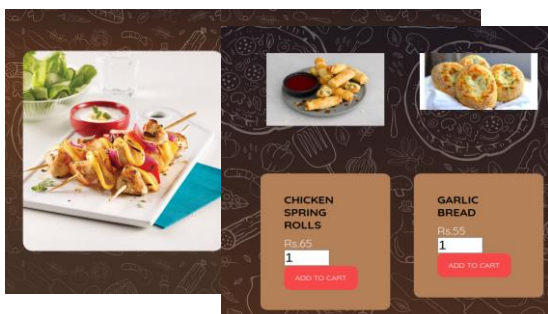 CHICKEN
SPRING
ROLLS
Rs.65
1
ADD TO CART
GARLIC
BREAD
Rs.55
1
ADD TO CART